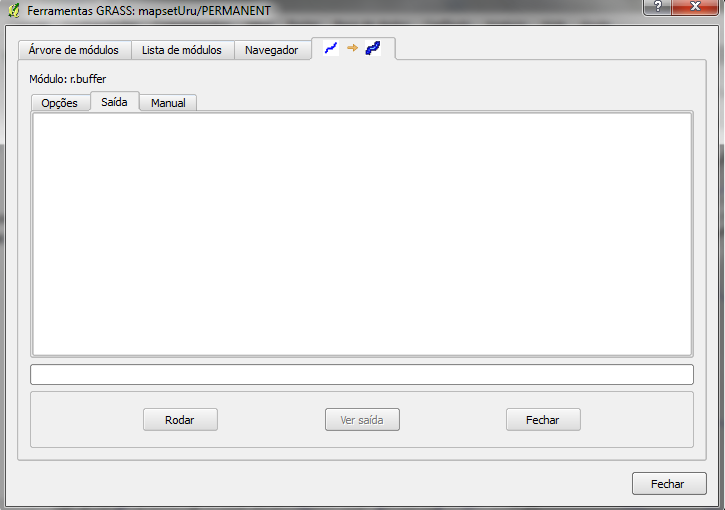 Ferramentas GRASS: mapsetUru/PERMANENT
?
Árvore de módulos Lista de módulos Navegador
Módulo: r.buffer
Opções Saída Manual
Rodar Ver saída Fechar
Fechar